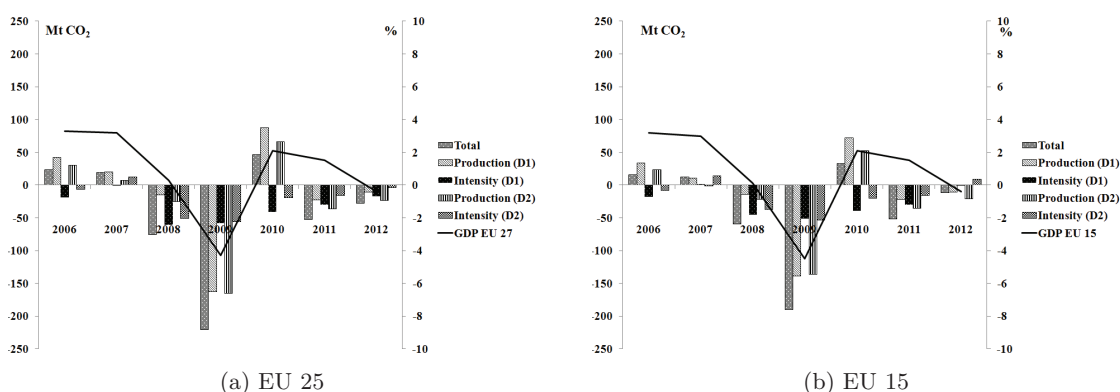 Mt CO₂
%
250
200
150
100
50
0
-50
-100
-150
-200
-250
10
8
6
4
2
0
-2
-4
-6
-8
-10
2006 2007 2008 2009 2010 2011 2012
Total
Production (D1)
Intensity (D1)
Production (D2)
Intensity (D2)
GDP EU 27
(a) EU 25
Mt CO₂
%
250
200
150
100
50
0
-50
-100
-150
-200
-250
10
8
6
4
2
0
-2
-4
-6
-8
-10
2006 2007 2008 2009 2010 2011 2012
Total
Production (D1)
Intensity (D1)
Production (D2)
Intensity (D2)
GDP EU 15
(b) EU 15